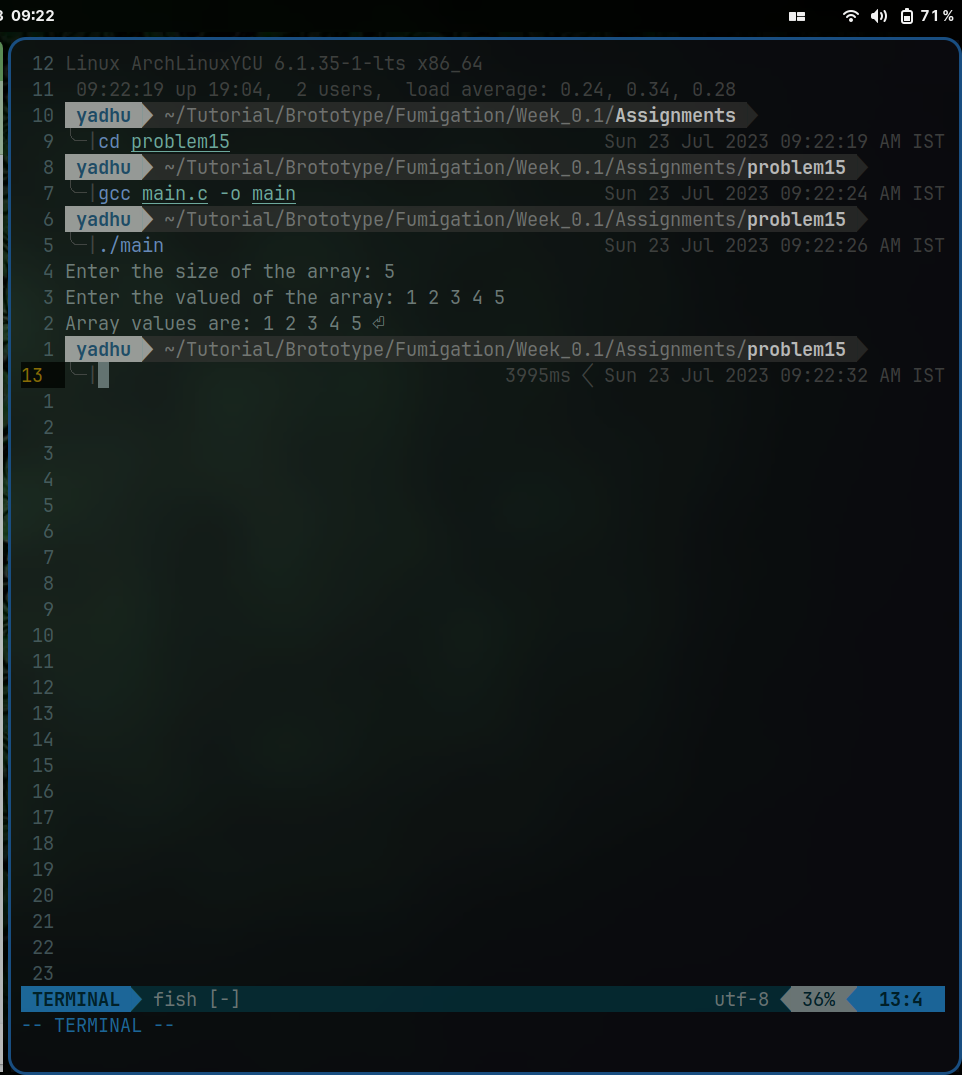 3 09:22 71%
12 Linux ArchLinuxYCU 6.1.35-1-lts x86_64
11 09:22:19 up 19:04, 2 users, load average: 0.24, 0.34, 0.28
10 yadhu ~/Tutorial/Brototype/Fumigation/Week_0.1/Assignments
9 ╰─|cd problem15 Sun 23 Jul 2023 09:22:19 AM IST
8 yadhu ~/Tutorial/Brototype/Fumigation/Week_0.1/Assignments/problem15
7 ╰─|gcc main.c -o main Sun 23 Jul 2023 09:22:24 AM IST
6 yadhu ~/Tutorial/Brototype/Fumigation/Week_0.1/Assignments/problem15
5 ╰─|./main Sun 23 Jul 2023 09:22:26 AM IST
4 Enter the size of the array: 5
3 Enter the valued of the array: 1 2 3 4 5
2 Array values are: 1 2 3 4 5 ⏎
1 yadhu ~/Tutorial/Brototype/Fumigation/Week_0.1/Assignments/problem15
13 ╰─| 3995ms Sun 23 Jul 2023 09:22:32 AM IST
1
2
3
4
5
6
7
8
9
10
11
12
13
14
15
16
17
18
19
20
21
22
23
TERMINAL fish [-] utf-8 36% 13:4
-- TERMINAL --